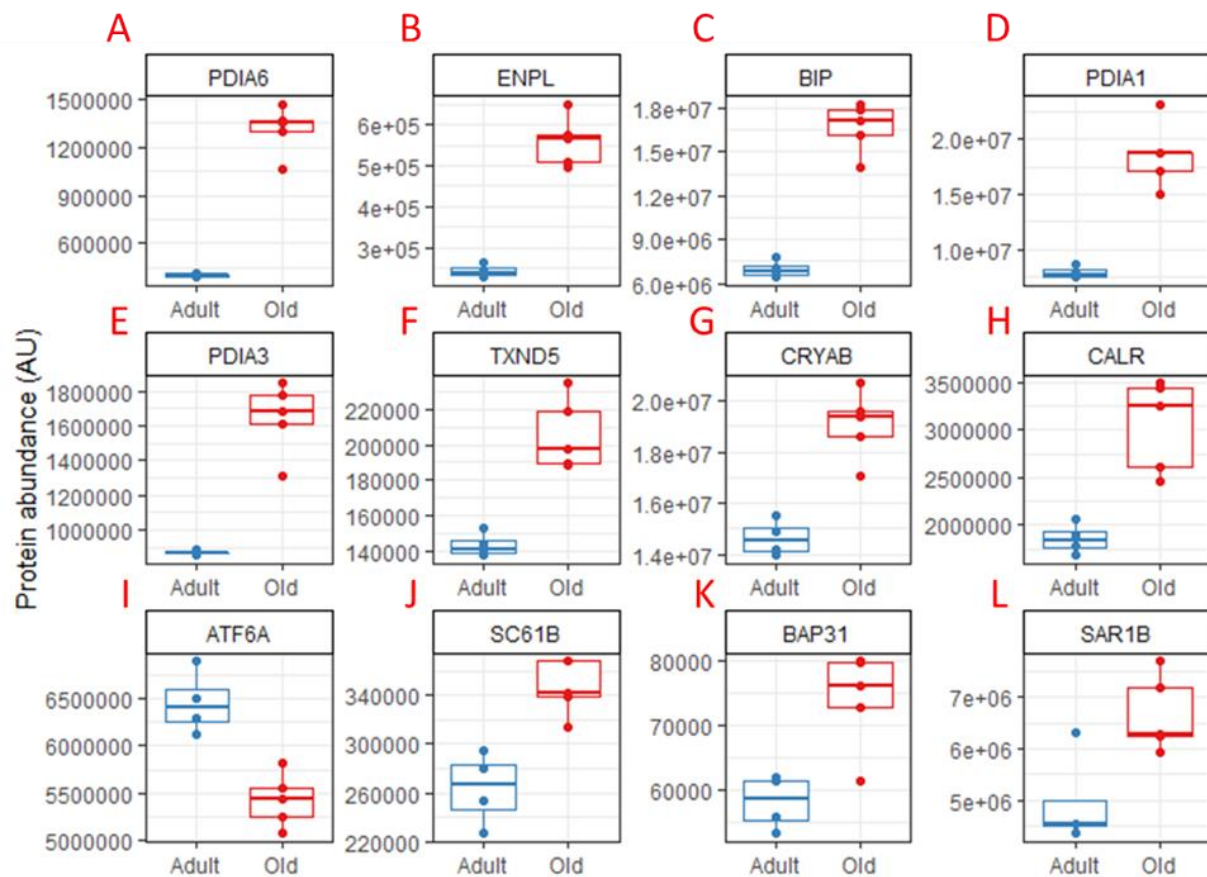 A B C D
PDIA6 ENPL BIP PDIA1
1500000
1200000
900000
600000
6e+05
5e+05
4e+05
3e+05
1.8e+07
1.5e+07
1.2e+07
9.0e+06
6.0e+06
2.0e+07
1.0e+07
Adult Old Adult Old Adult Old Adult Old
Protein abundance (AU)
E F G H
PDIA3 TXND5 CRYAB CALR
1800000
1600000
1400000
1200000
1000000
800000
220000
200000
180000
160000
140000
2.0e+07
1.8e+07
1.6e+07
1.4e+07
3500000
3000000
2500000
2000000
Adult Old Adult Old Adult Old Adult Old
I J K L
ATF6A SC61B BAP31 SAR1B
6500000
6000000
5500000
5000000
340000
300000
260000
220000
80000
70000
60000
7e+06
6e+06
5e+06
Adult Old Adult Old Adult Old Adult Old